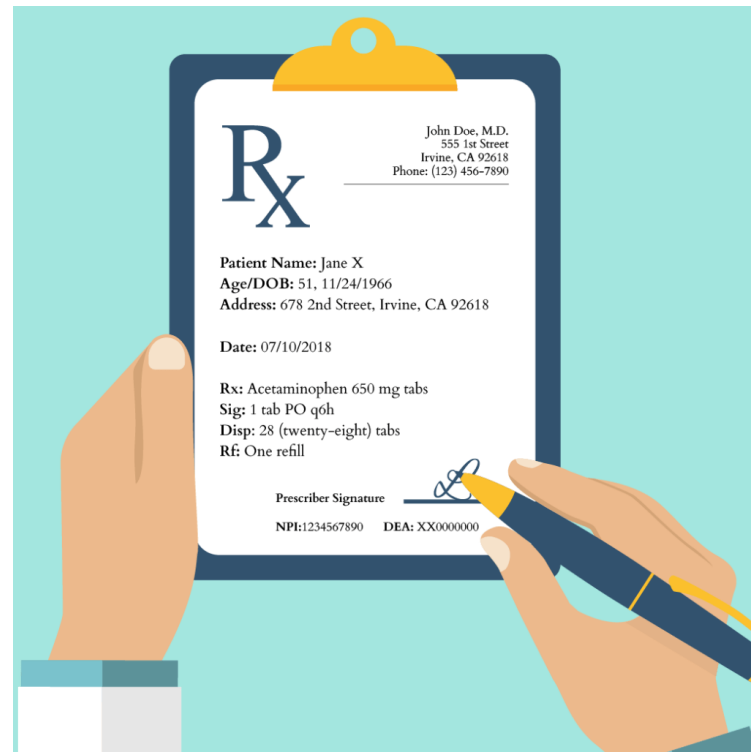 Rx
John Doe, M.D.
555 1st Street
Irvine, CA 92618
Phone: (123) 456-7890
Patient Name: Jane X
Age/DOB: 51, 11/24/1966
Address: 678 2nd Street, Irvine, CA 92618
Date: 07/10/2018
Rx: Acetaminophen 650 mg tabs
Sig: 1 tab PO q6h
Disp: 28 (twenty-eight) tabs
Rf: One refill
Prescriber Signature
NPI:1234567890 DEA: XX0000000